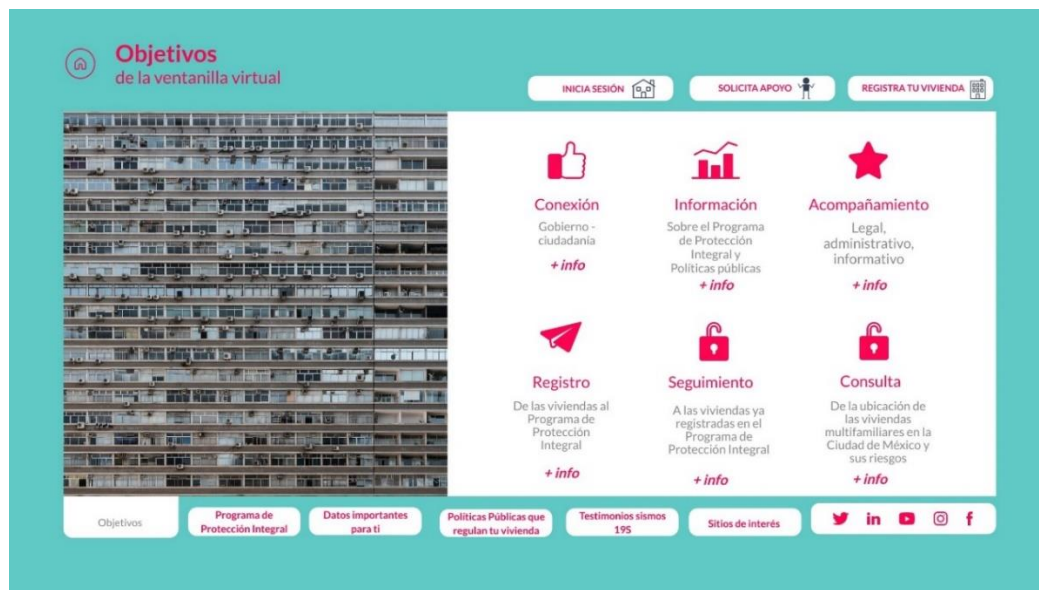 Objetivos
de la ventanilla virtual
INICIA SESIÓN
SOLICITA APOYO
REGISTRA TU VIVIENDA
Conexión
Gobierno -
ciudadania
+ info
Información
Sobre el Programa
de Protección
Integral y
Políticas públicas
+ info
Acompañamiento
Legal,
administrativo,
informativo
+ info
Registro
De las viviendas al
Programa de
Protección
Integral
+ info
Seguimiento
A las viviendas ya
registradas en el
Programa de
Protección Integral
+ info
Consulta
De la ubicación de
las viviendas
multifamiliares en la
Ciudad de México y
sus riesgos
+ info
Objetivos
Programa de
Protección Integral
Datos importantes
para ti
Políticas Públicas que
regulan tu vivienda
Testimonios sismos
19S
Sitios de interés